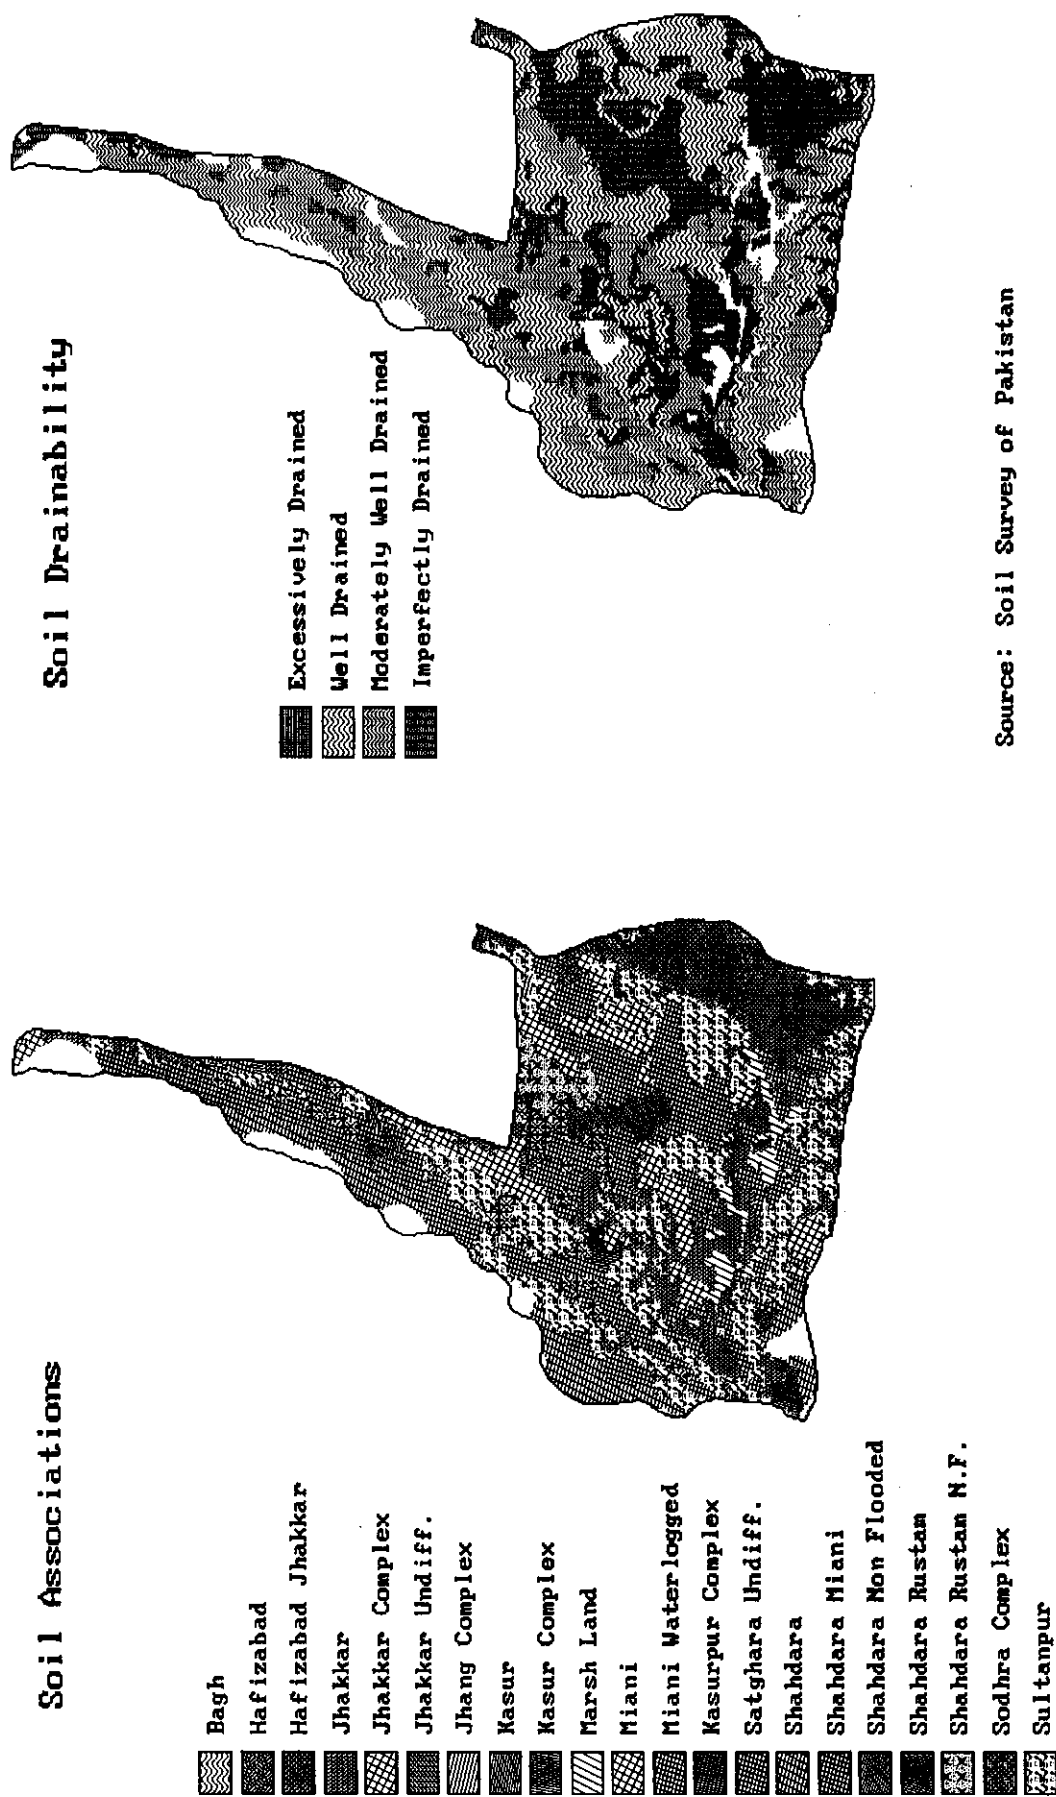 Soil Associations
Bagh
Hafizabad
Hafizabad Jhakkar
Jhakkar
Jhakkar Complex
Jhakkar Undiff.
Jhang Complex
Kasur
Kasur Complex
Marsh Land
Miani
Miani Waterlogged
Kasurpur Complex
Satghara Undiff.
Shahdara
Shahdara Miani
Shahdara Non Flooded
Shahdara Rustam
Shahdara Rustan N.F.
Sodhra Complex
Sultanpur
Soil Drainability
Excessively Drained
Well Drained
Moderately Well Drained
Imperfectly Drained
Source: Soil Survey of Pakistan